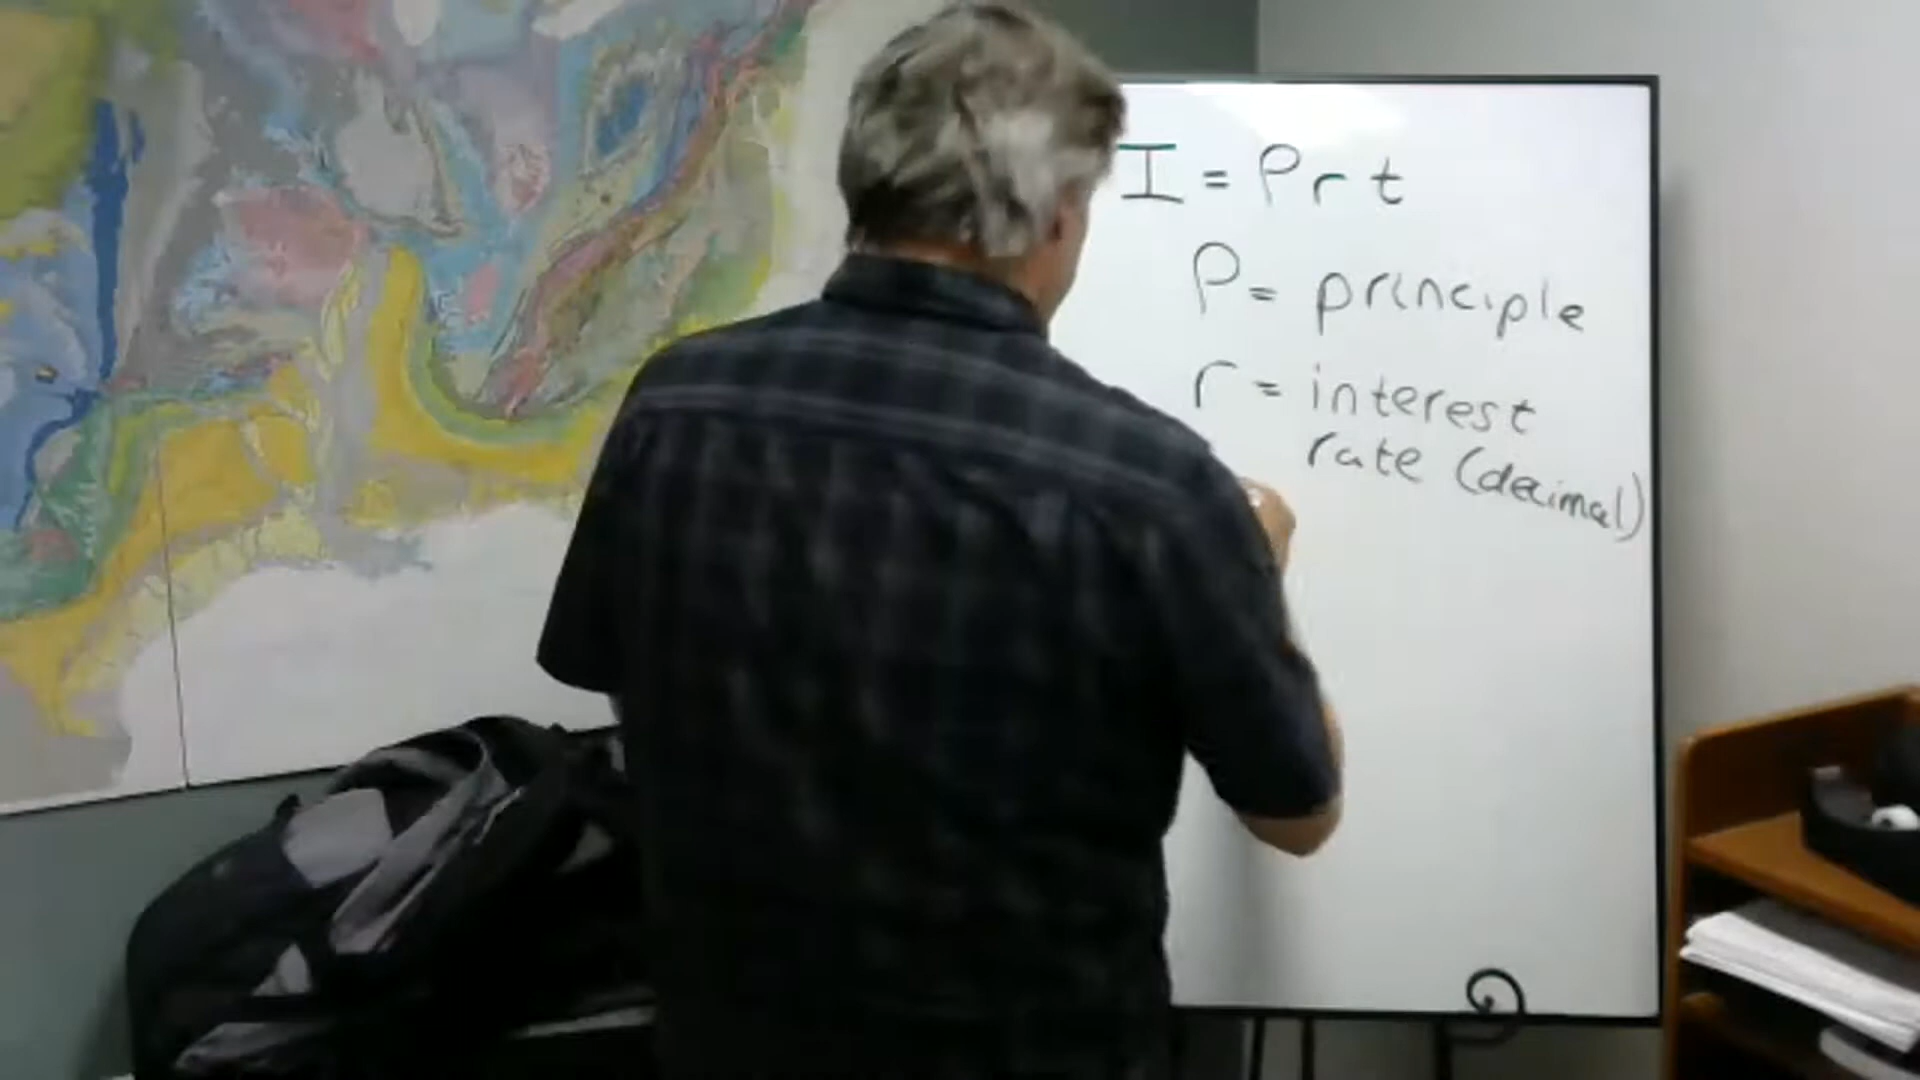 I = Prt
P = principle
r = interest
rate (decimal)